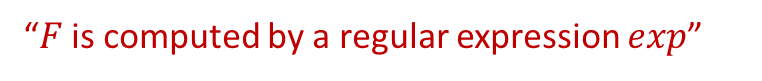 “F is computed by a regular expression exp”